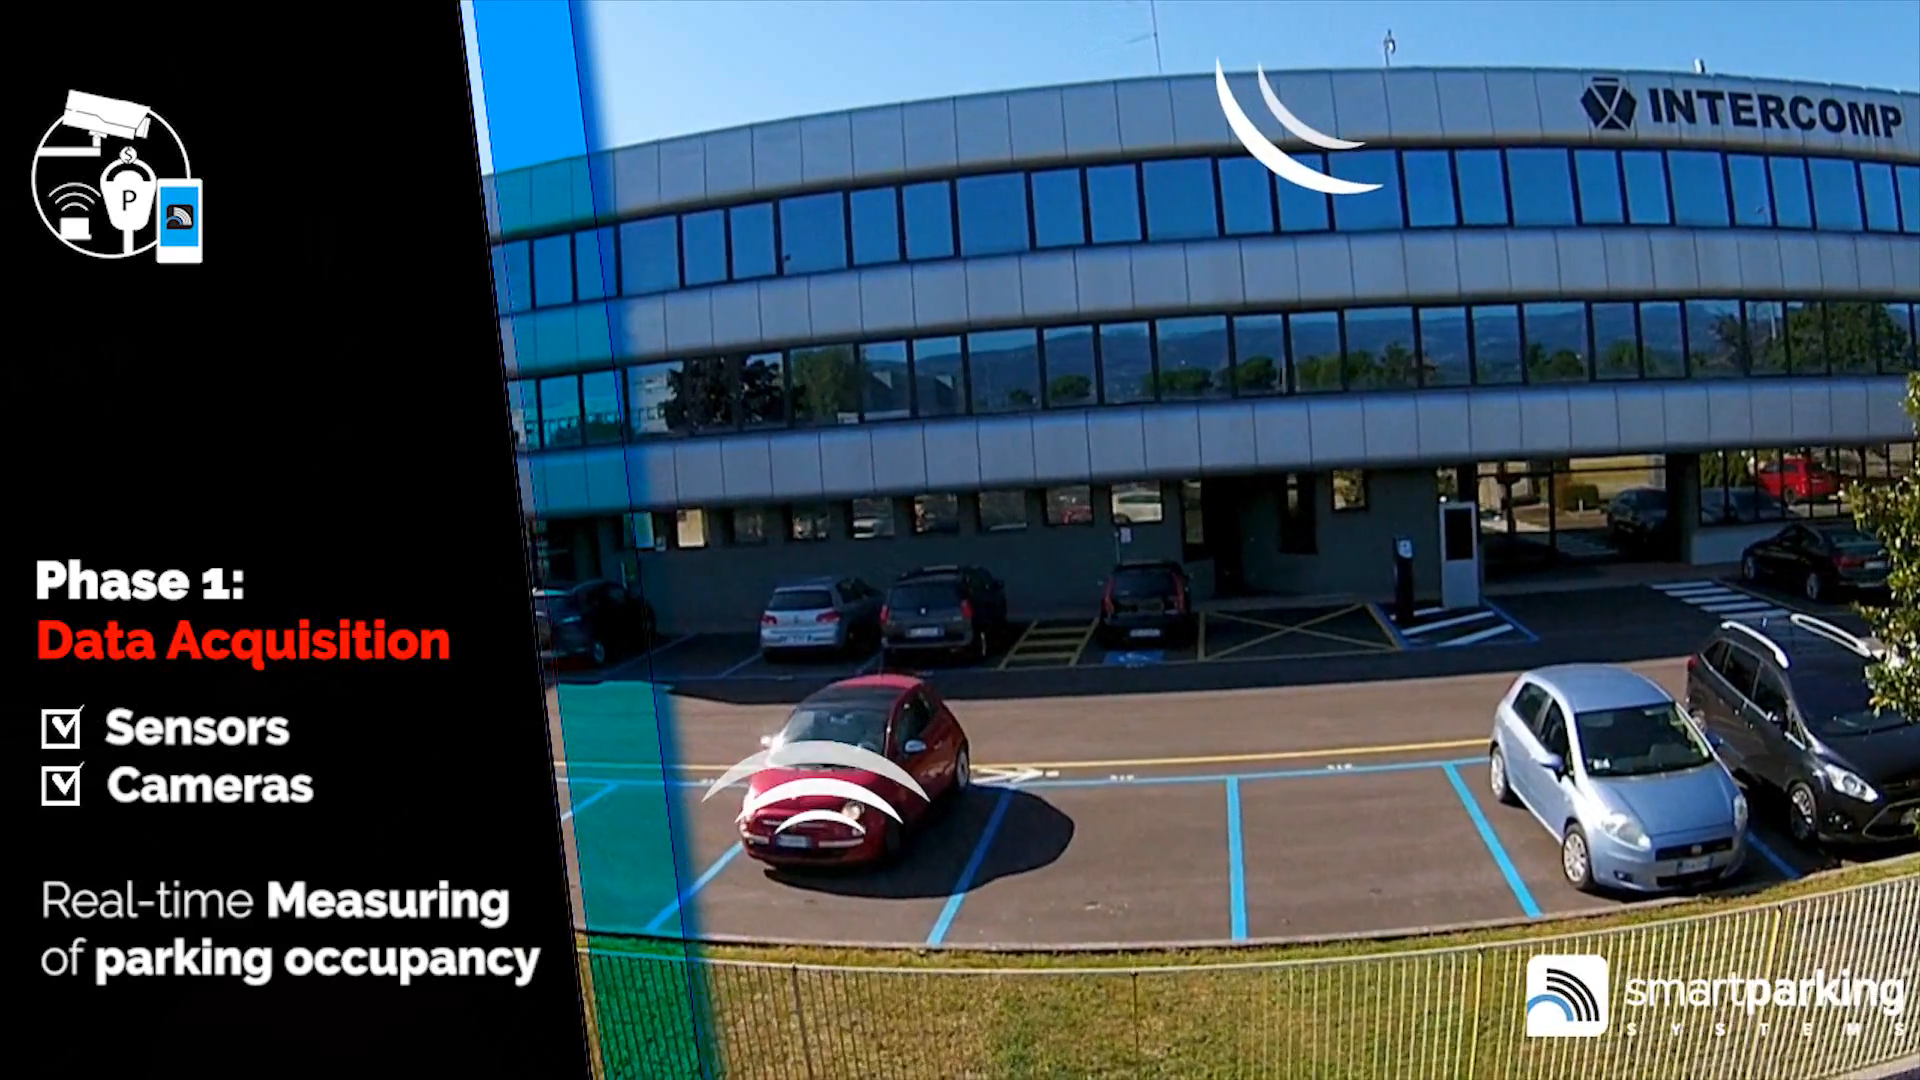 INTERCOMP
P
Phase 1:
Data Acquisition
Sensors
Cameras
Real-time Measuring
of parking occupancy
smartparking
SYSTEMS